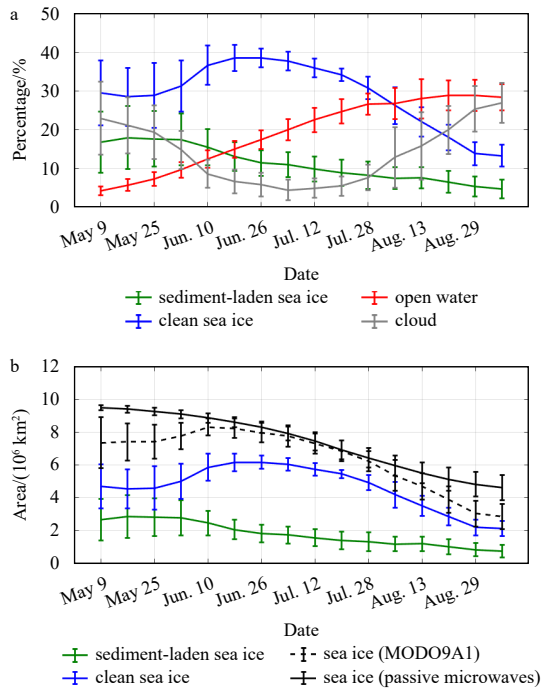 a
Percentage/%
50
40
30
20
10
0
May 9
May 25
Jun. 10
Jun. 26
Jul. 12
Jul. 28
Aug. 13
Aug. 29
Date
sediment-laden sea ice
open water
clean sea ice
cloud
b
Area/(10⁶ km²)
12
10
8
6
4
2
0
May 9
May 25
Jun. 10
Jun. 26
Jul. 12
Jul. 28
Aug. 13
Aug. 29
Date
sediment-laden sea ice
sea ice (MODO9A1)
clean sea ice
sea ice (passive microwaves)